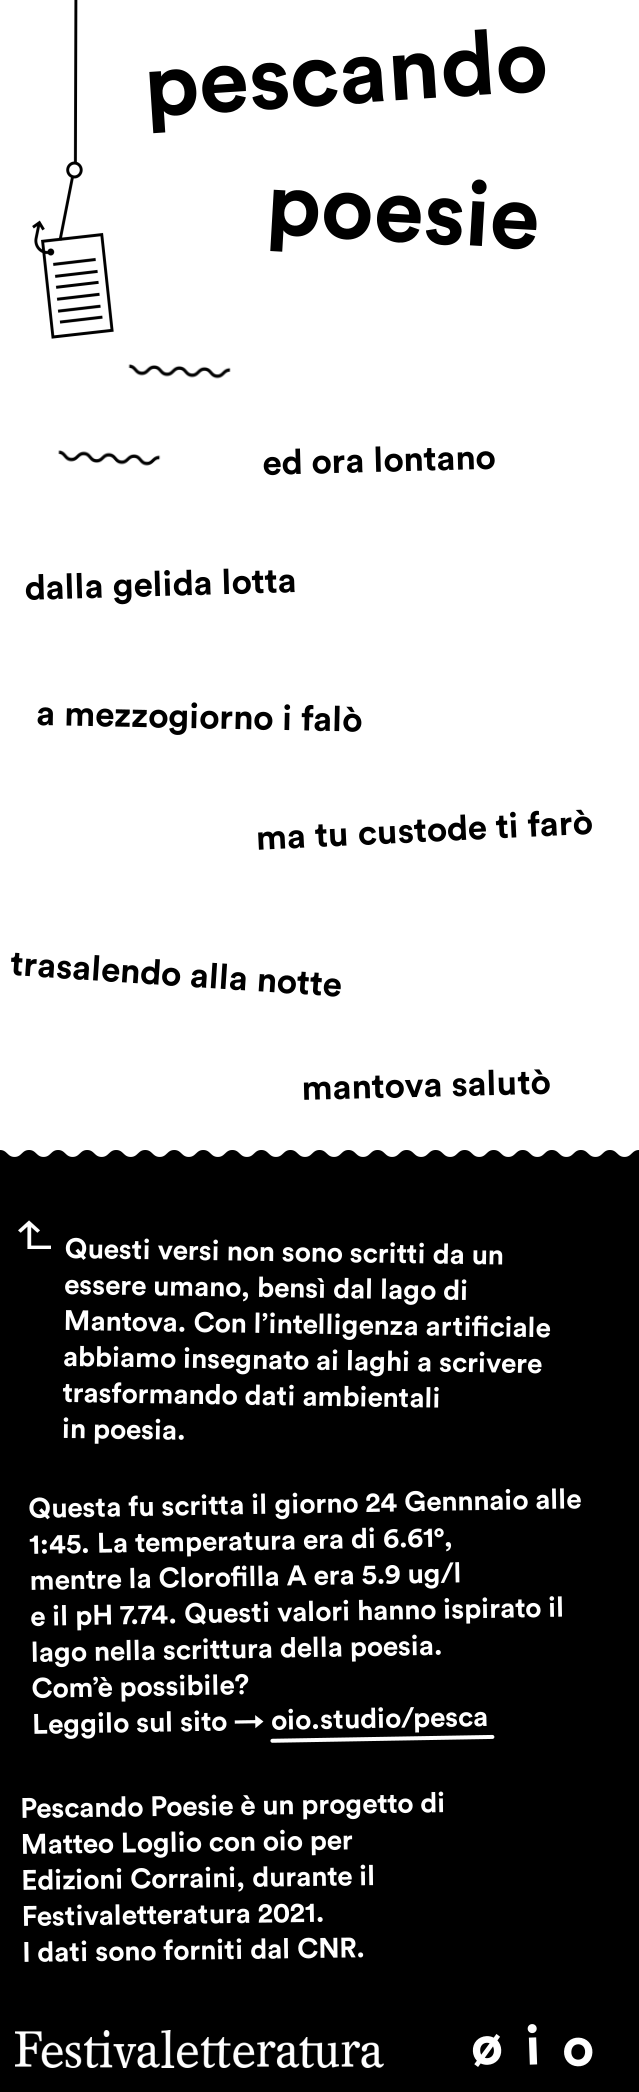 pescando
poesie
ed ora lontano
dalla gelida lotta
a mezzogiorno i falò
ma tu custode ti farò
trasalendo alla notte
mantova salutò
Questi versi non sono scritti da un
essere umano, bensì dal lago di
Mantova. Con l’intelligenza artificiale
abbiamo insegnato ai laghi a scrivere
trasformando dati ambientali
in poesia.
Questa fu scritta il giorno 24 Gennnaio alle
1:45. La temperatura era di 6.61°,
mentre la Clorofilla A era 5.9 ug/l
e il pH 7.74. Questi valori hanno ispirato il
lago nella scrittura della poesia.
Com’è possibile?
Leggilo sul sito → oio.studio/pesca
Pescando Poesie è un progetto di
Matteo Loglio con oio per
Edizioni Corraini, durante il
Festivaletteratura 2021.
I dati sono forniti dal CNR.
Festivaletteratura ø i o